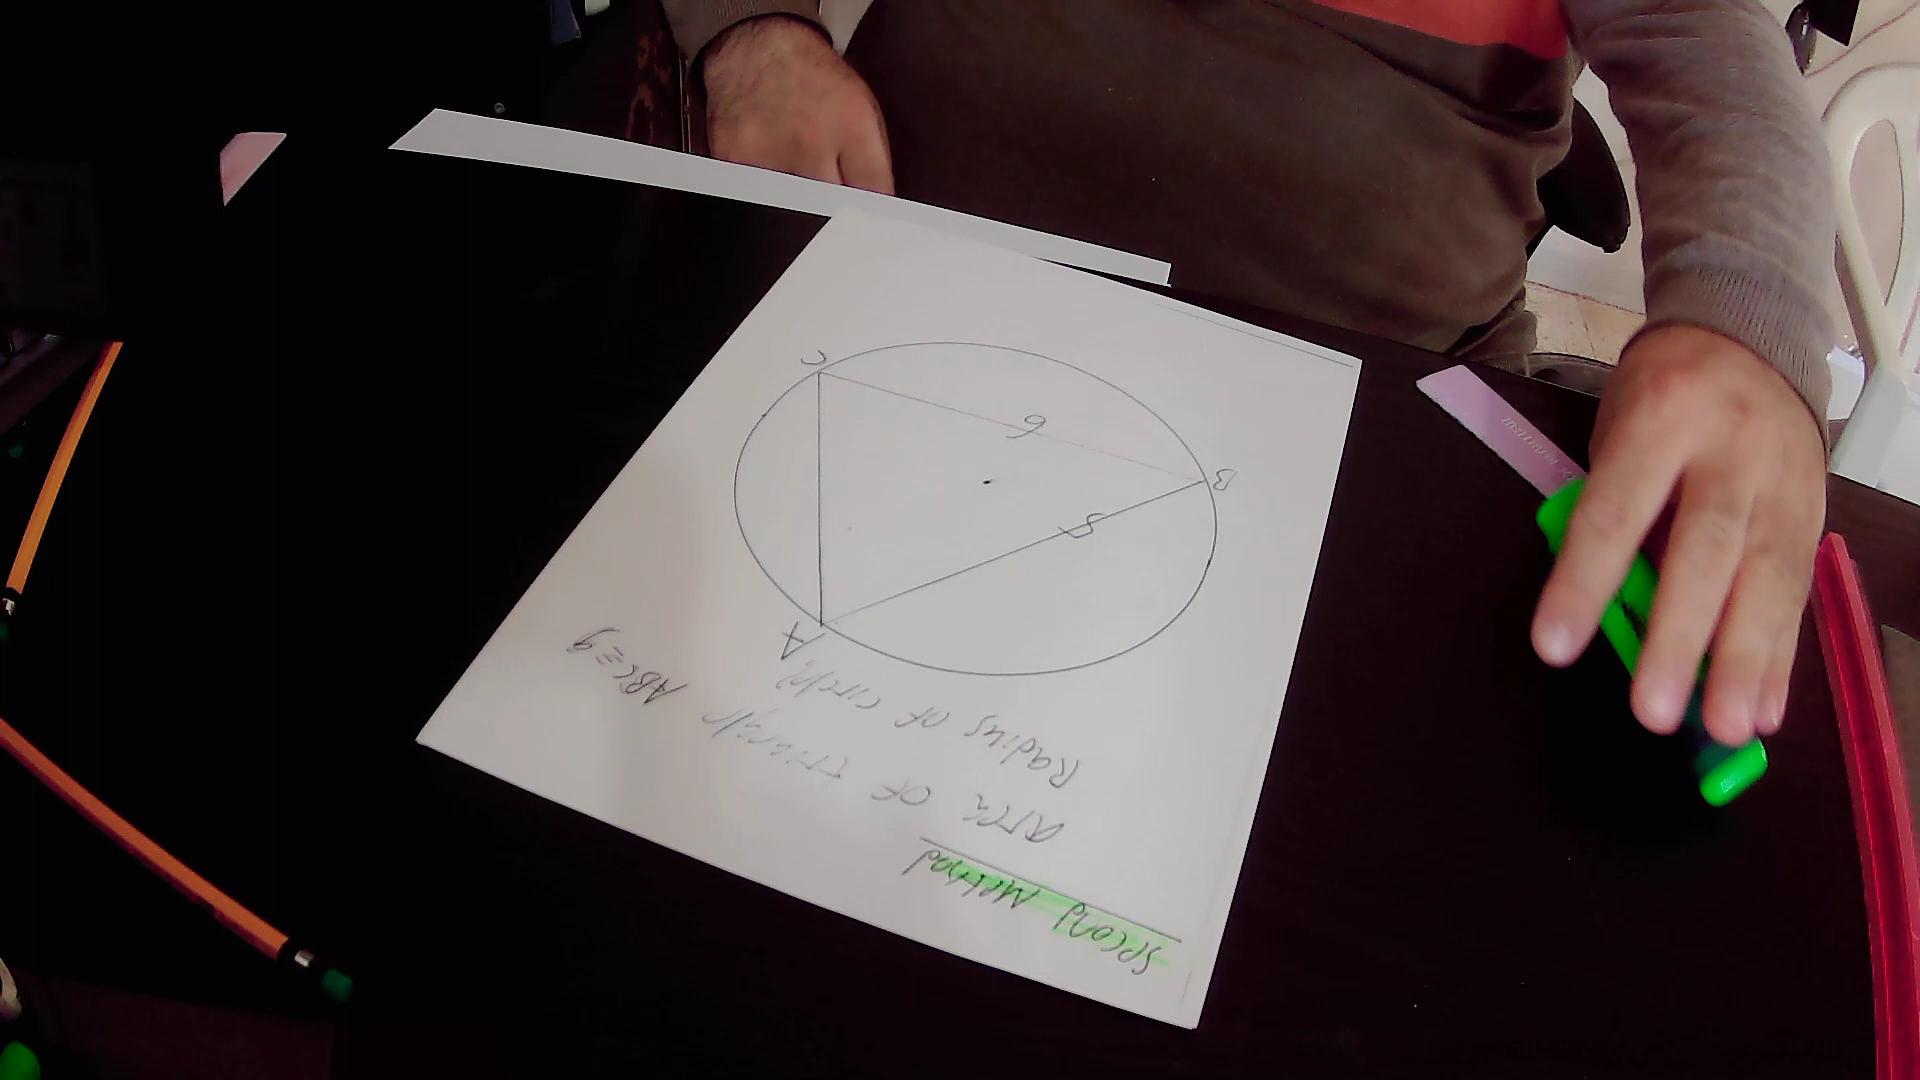 Second Method
area of triangle ABC = 9
Radius of circle?
A
8
B
6
C